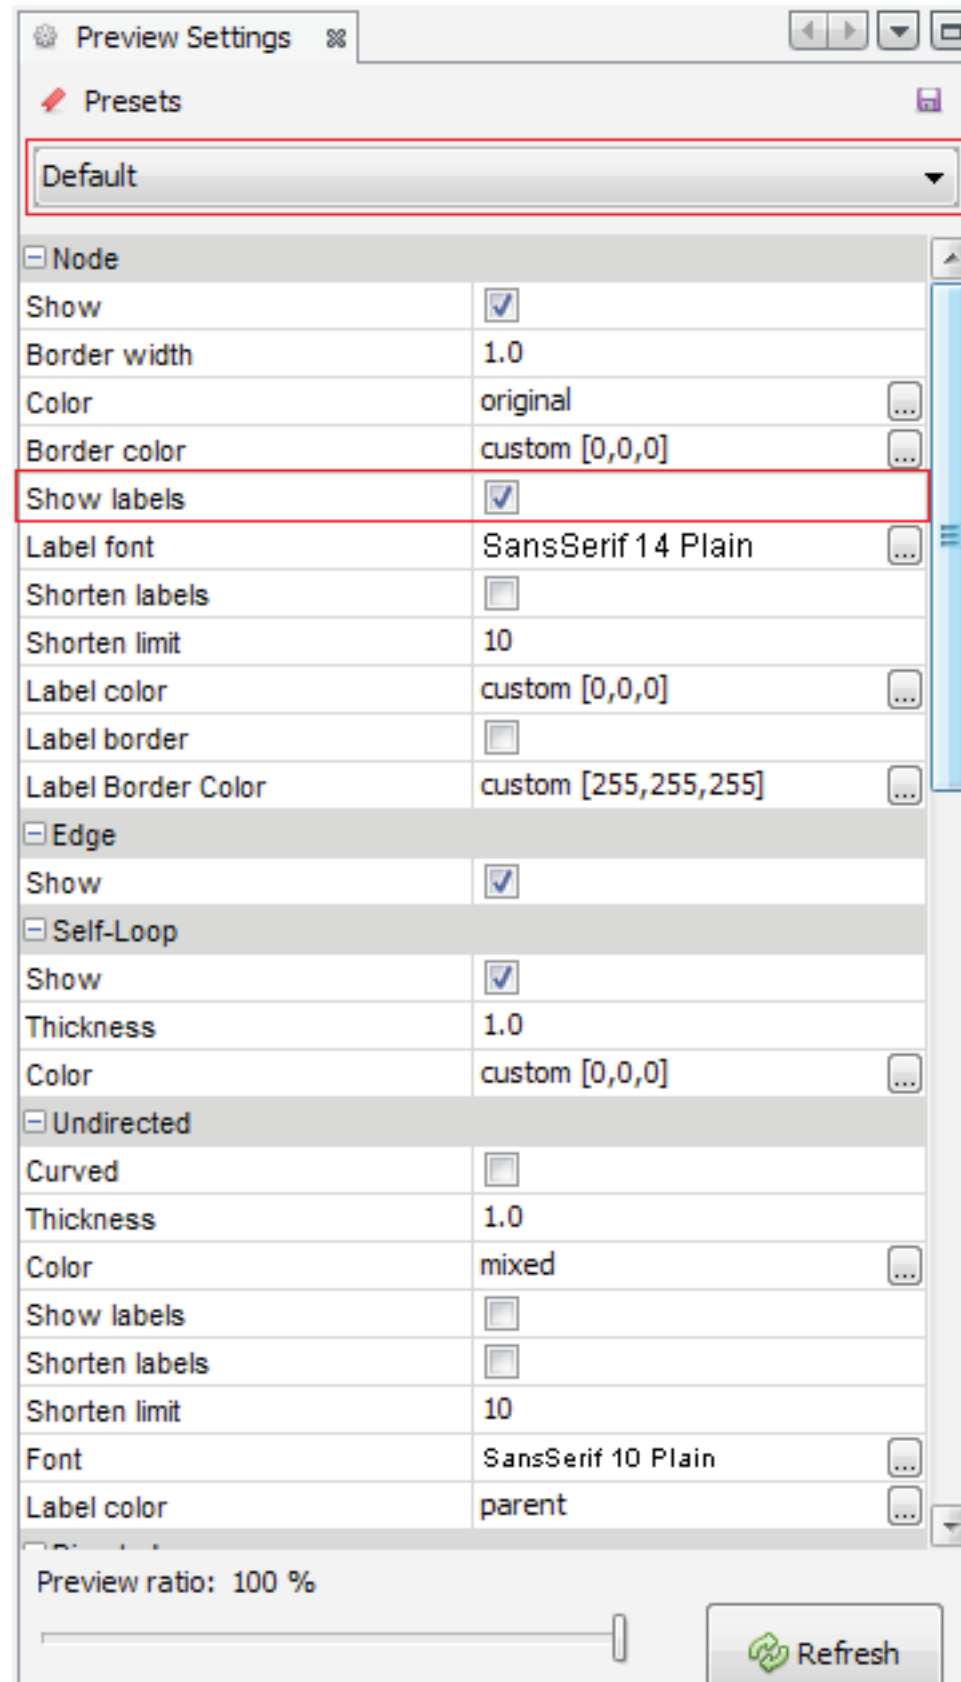 Preview Settings
Presets
Default
Node
Show
Border width 1.0
Color original ...
Border color custom [0,0,0] ...
Show labels
Label font SansSerif 14 Plain ...
Shorten labels
Shorten limit 10
Label color custom [0,0,0] ...
Label border
Label Border Color custom [255,255,255] ...
Edge
Show
Self-Loop
Show
Thickness 1.0
Color custom [0,0,0] ...
Undirected
Curved
Thickness 1.0
Color mixed ...
Show labels
Shorten labels
Shorten limit 10
Font SansSerif 10 Plain ...
Label color parent ...
Preview ratio: 100 %
Refresh